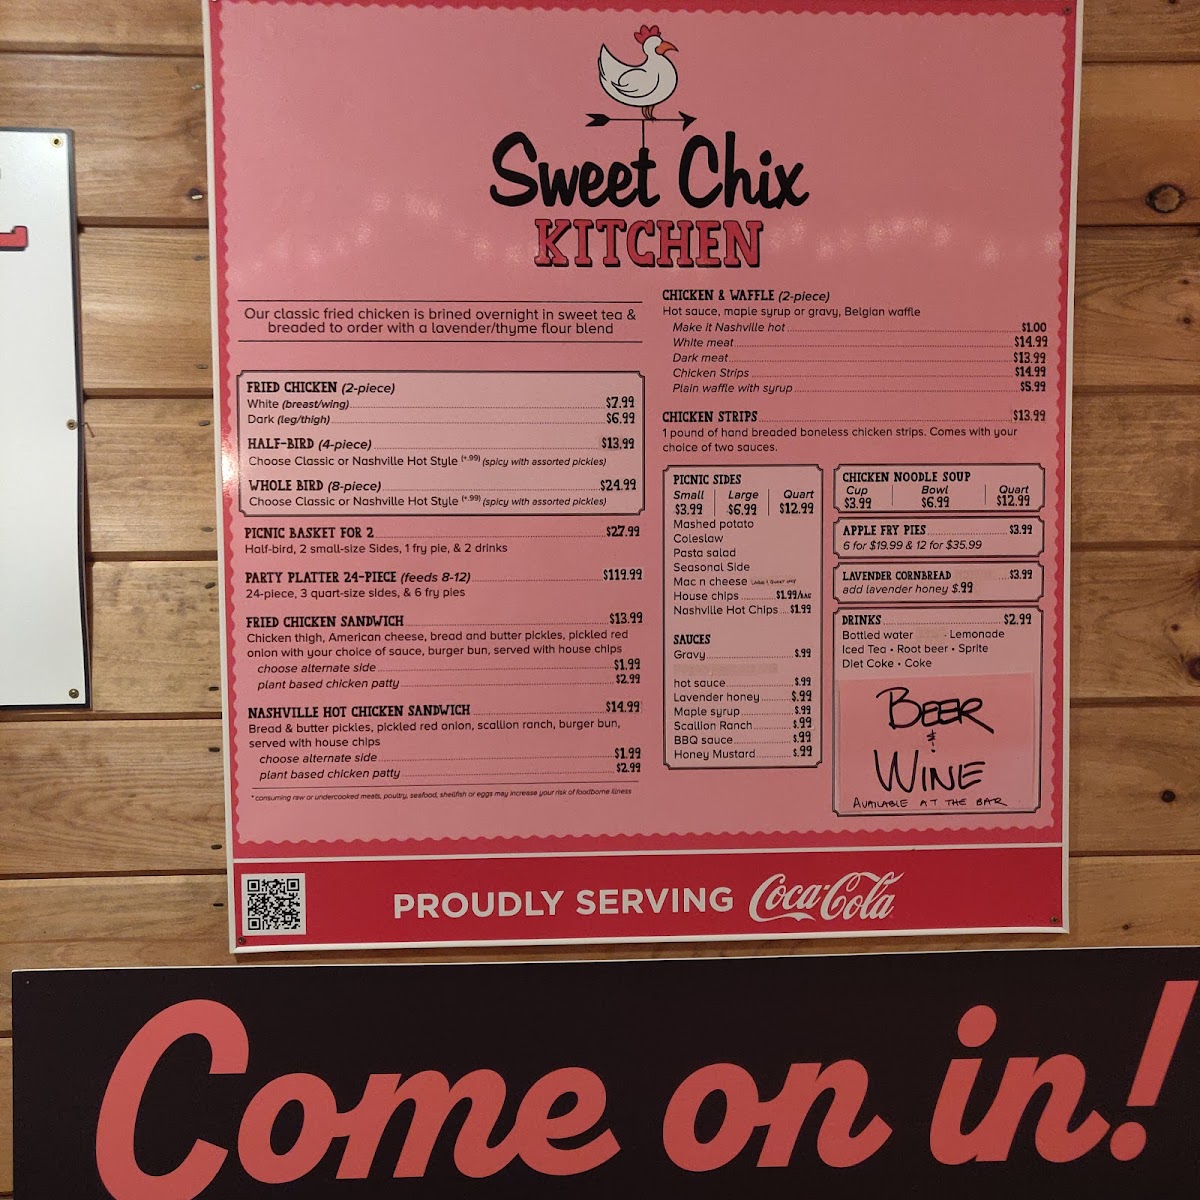 Sweet Chix
KITCHEN
Our classic fried chicken is brined overnight in sweet tea &
breaded to order with a lavender/thyme flour blend
FRIED CHICKEN (2-piece)
White (breast/wing) $7.99
Dark (leg/thigh) $6.99
HALF-BIRD (4-piece) $13.99
Choose Classic or Nashville Hot Style (+.99) (spicy with assorted pickles)
WHOLE BIRD (8-piece) $24.99
Choose Classic or Nashville Hot Style (+.99) (spicy with assorted pickles)
PICNIC BASKET FOR 2 $27.99
Half-bird, 2 small-size Sides, 1 fry pie, & 2 drinks
PARTY PLATTER 24-PIECE (feeds 8-12) $119.99
24-piece, 3 quart-size sides, & 6 fry pies
FRIED CHICKEN SANDWICH $13.99
Chicken thigh, American cheese, bread and butter pickles, pickled red
onion with your choice of sauce, burger bun, served with house chips
choose alternate side $1.99
plant based chicken patty $2.99
NASHVILLE HOT CHICKEN SANDWICH $14.99
Bread & butter pickles, pickled red onion, scallion ranch, burger bun,
served with house chips
choose alternate side $1.99
plant based chicken patty $2.99
* consuming raw or undercooked meats, poultry, seafood, shellfish or eggs may increase your risk of foodborne illness
CHICKEN & WAFFLE (2-piece)
Hot sauce, maple syrup or gravy, Belgian waffle
Make it Nashville hot $1.00
White meat $14.99
Dark meat $13.99
Chicken Strips $14.99
Plain waffle with syrup $5.99
CHICKEN STRIPS $13.99
1 pound of hand breaded boneless chicken strips. Comes with your
choice of two sauces.
PICNIC SIDES
Small Large Quart
$3.99 $6.99 $12.99
Mashed potato
Coleslaw
Pasta salad
Seasonal Side
Mac n cheese
House chips $1.99/BAG
Nashville Hot Chips $1.99
SAUCES
Gravy $.99
hot sauce $.99
Lavender honey $.99
Maple syrup $.99
Scallion Ranch $.99
BBQ sauce $.99
Honey Mustard $.99
CHICKEN NOODLE SOUP
Cup Bowl Quart
$3.99 $6.99 $12.99
APPLE FRY PIES $3.99
6 for $19.99 & 12 for $35.99
LAVENDER CORNBREAD $3.99
add lavender honey $.99
DRINKS $2.99
Bottled water • Lemonade
Iced Tea • Root beer • Sprite
Diet Coke • Coke
BEER
&
WINE
AVAILABLE AT THE BAR
PROUDLY SERVING Coca-Cola
Come on in!